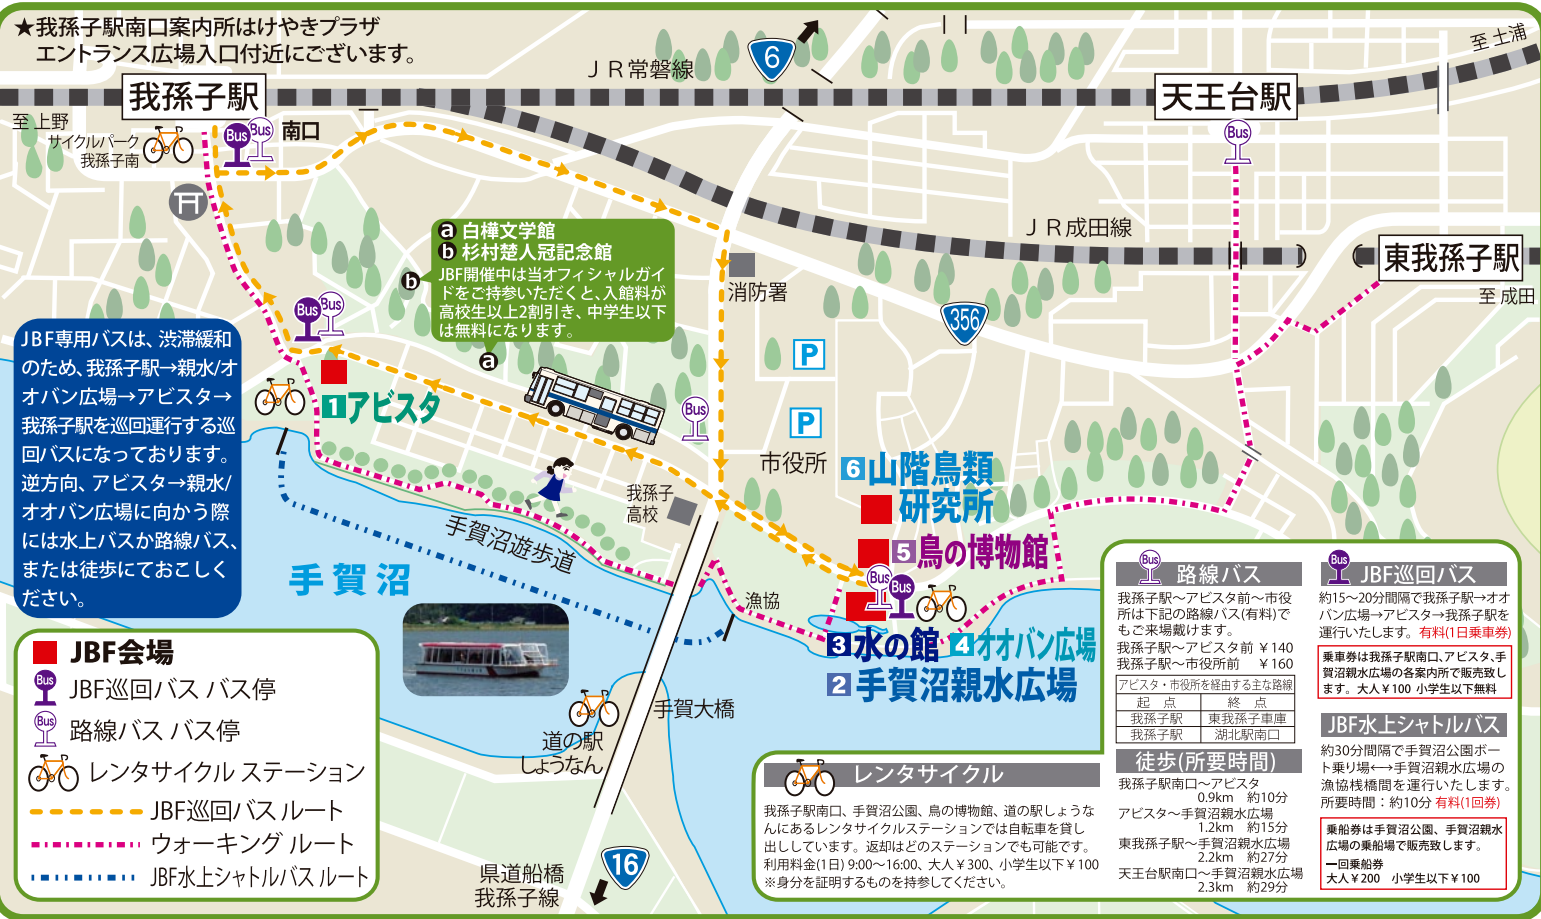 ★我孫子駅南口案内所はけやきプラザ
エントランス広場入口付近にございます。
我孫子駅
至 上野
サイクルパーク
我孫子南
Bus
Bus
南口
JR常磐線
6
天王台駅
至 土浦
Bus
JR成田線
東我孫子駅
至 成田
356
a 白樺文学館
b 杉村楚人冠記念館
JBF開催中は当オフィシャルガイ
ドをご持参いただくと、入館料が
高校生以上2割引き、中学生以下
は無料になります。
b
a
消防署
P
P
市役所
Bus
Bus
Bus
1アビスタ
JBF専用バスは、渋滞緩和
のため、我孫子駅→親水/オ
オバン広場→アビスタ→
我孫子駅を巡回運行する巡
回バスになっております。
逆方向、アビスタ→親水/
オオバン広場に向かう際
には水上バスか路線バス、
または徒歩にておこしく
ださい。
我孫子
高校
手賀沼遊歩道
手賀沼
漁協
6 山階鳥類
研究所
5 鳥の博物館
Bus
Bus
3 水の館
4 オオバン広場
2 手賀沼親水広場
手賀大橋
道の駅
しょうなん
県道船橋
我孫子線
16
JBF会場
Bus
JBF巡回バス バス停
Bus
路線バス バス停
レンタサイクル ステーション
JBF巡回バス ルート
ウォーキング ルート
JBF水上シャトルバス ルート
レンタサイクル
我孫子駅南口、手賀沼公園、鳥の博物館、道の駅しょうな
んにあるレンタサイクルステーションでは自転車を貸し
出ししています。返却はどのステーションでも可能です。
利用料金(1日) 9:00〜16:00、大人￥300、小学生以下￥100
※身分を証明するものを持参してください。
Bus
路線バス
我孫子駅〜アビスタ前〜市役
所は下記の路線バス(有料)で
もご来場戴けます。
我孫子駅〜アビスタ前 ￥140
我孫子駅〜市役所前 ￥160
アビスタ・市役所を経由する主な路線
起 点 終 点
我孫子駅 東我孫子車庫
我孫子駅 湖北駅南口
徒歩(所要時間)
我孫子駅南口〜アビスタ
0.9km 約10分
アビスタ〜手賀沼親水広場
1.2km 約15分
東我孫子駅〜手賀沼親水広場
2.2km 約27分
天王台駅南口〜手賀沼親水広場
2.3km 約29分
Bus
JBF巡回バス
約15〜20分間隔で我孫子駅→オオ
バン広場→アビスタ→我孫子駅を
運行いたします。有料(1日乗車券)
乗車券は我孫子駅南口、アビスタ、手
賀沼親水広場の各案内所で販売致し
ます。大人￥100 小学生以下無料
JBF水上シャトルバス
約30分間隔で手賀沼公園ボー
ト乗り場⟷手賀沼親水広場の
漁協桟橋間を運行いたします。
所要時間：約10分 有料(1回券)
乗船券は手賀沼公園、手賀沼親水
広場の乗船場で販売致します。
一回乗船券
大人￥200 小学生以下￥100